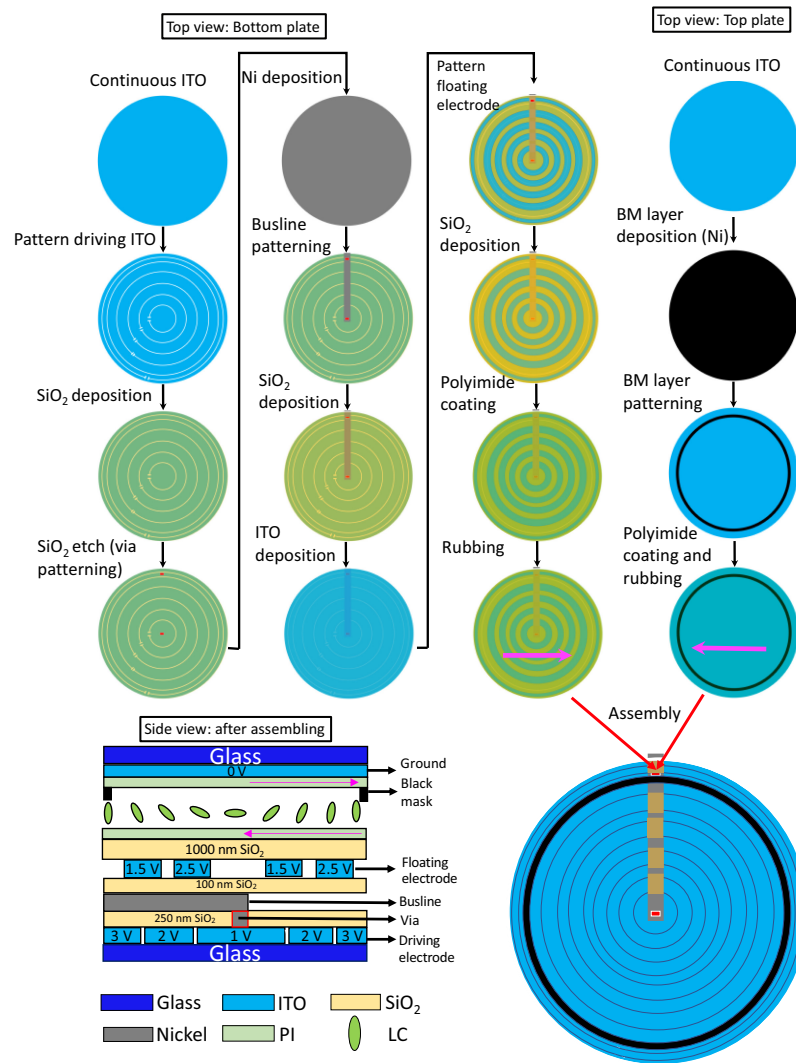 Top view: Bottom plate
Continuous ITO
Pattern driving ITO
SiO₂ deposition
SiO₂ etch (via
patterning)
Ni deposition
Busline
patterning
SiO₂
deposition
ITO
deposition
Pattern
floating
electrode
SiO₂
deposition
Polyimide
coating
Rubbing
Top view: Top plate
Continuous ITO
BM layer
deposition (Ni)
BM layer
patterning
Polyimide
coating and
rubbing
Assembly
Side view: after assembling
Glass
0 V
Ground
Black
mask
1000 nm SiO₂
1.5 V 2.5 V 1.5 V 2.5 V
Floating
electrode
100 nm SiO₂
Busline
250 nm SiO₂
Via
3 V 2 V 1 V 2 V 3 V
Driving
electrode
Glass
Glass ITO SiO₂
Nickel PI LC